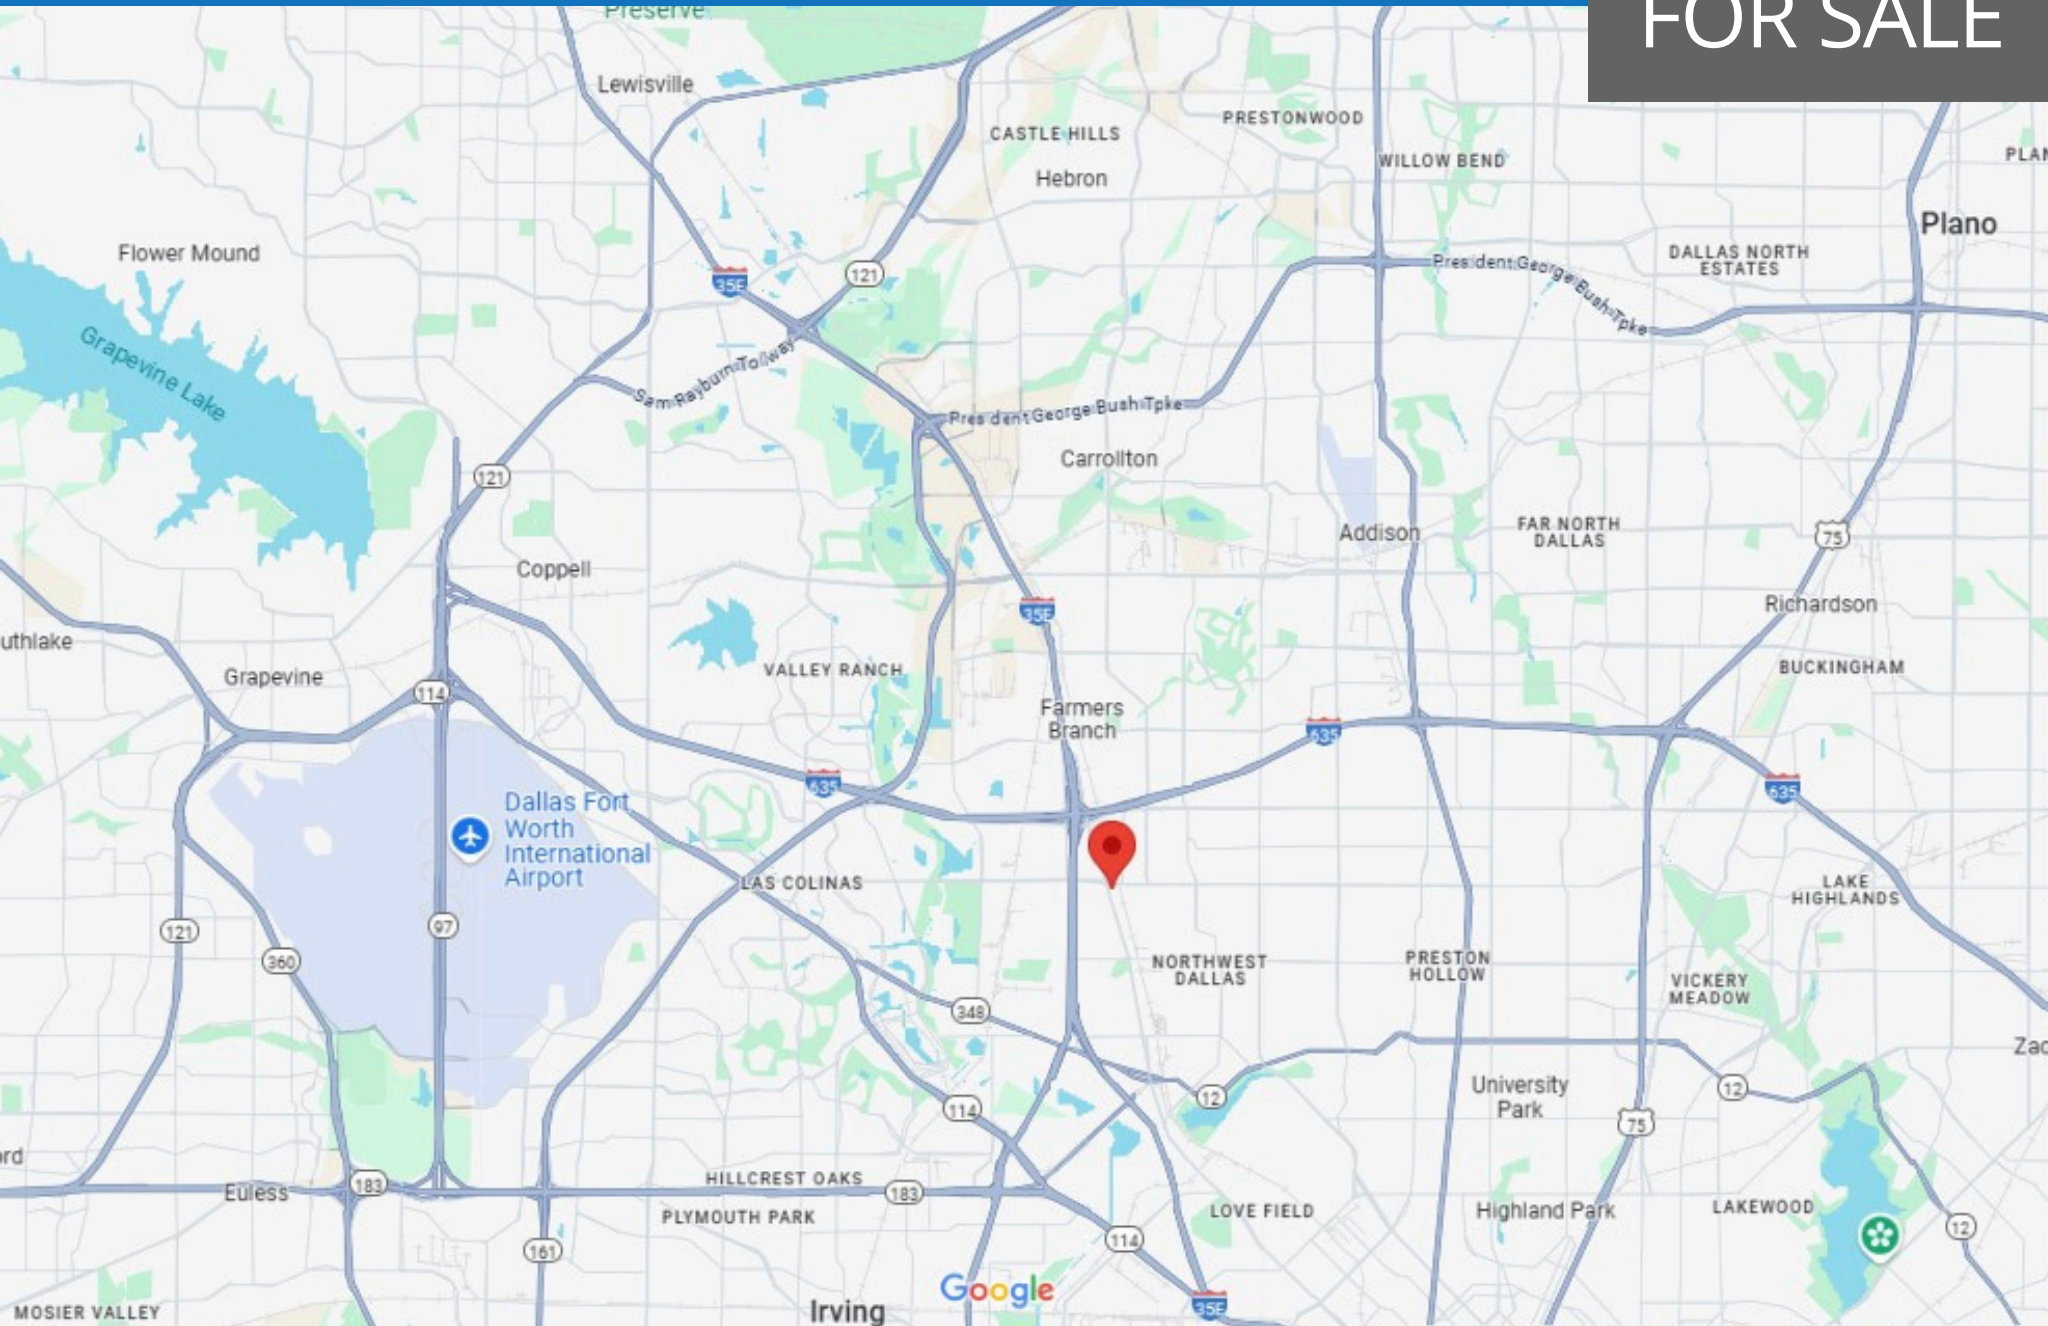 Preserve
FOR SALE
Lewisville
PRESTONWOOD
CASTLE HILLS
WILLOW BEND
PLAN
Hebron
Plano
Flower Mound
DALLAS NORTH
ESTATES
President George Bush Tpke
121
35E
Grapevine Lake
Sam Rayburn Tollway
President George Bush Tpke
Carrollton
121
Addison
FAR NORTH
DALLAS
75
Coppell
35E
Richardson
uthlake
Grapevine
VALLEY RANCH
BUCKINGHAM
114
Farmers
Branch
635
635
635
Dallas Fort
Worth
International
Airport
LAS COLINAS
LAKE
HIGHLANDS
121
97
360
NORTHWEST
DALLAS
PRESTON
HOLLOW
VICKERY
MEADOW
348
Zac
University
Park
12
12
114
75
ord
Euless
183
HILLCREST OAKS
183
PLYMOUTH PARK
LOVE FIELD
Highland Park
LAKEWOOD
12
114
161
Google
35E
MOSIER VALLEY
Irving